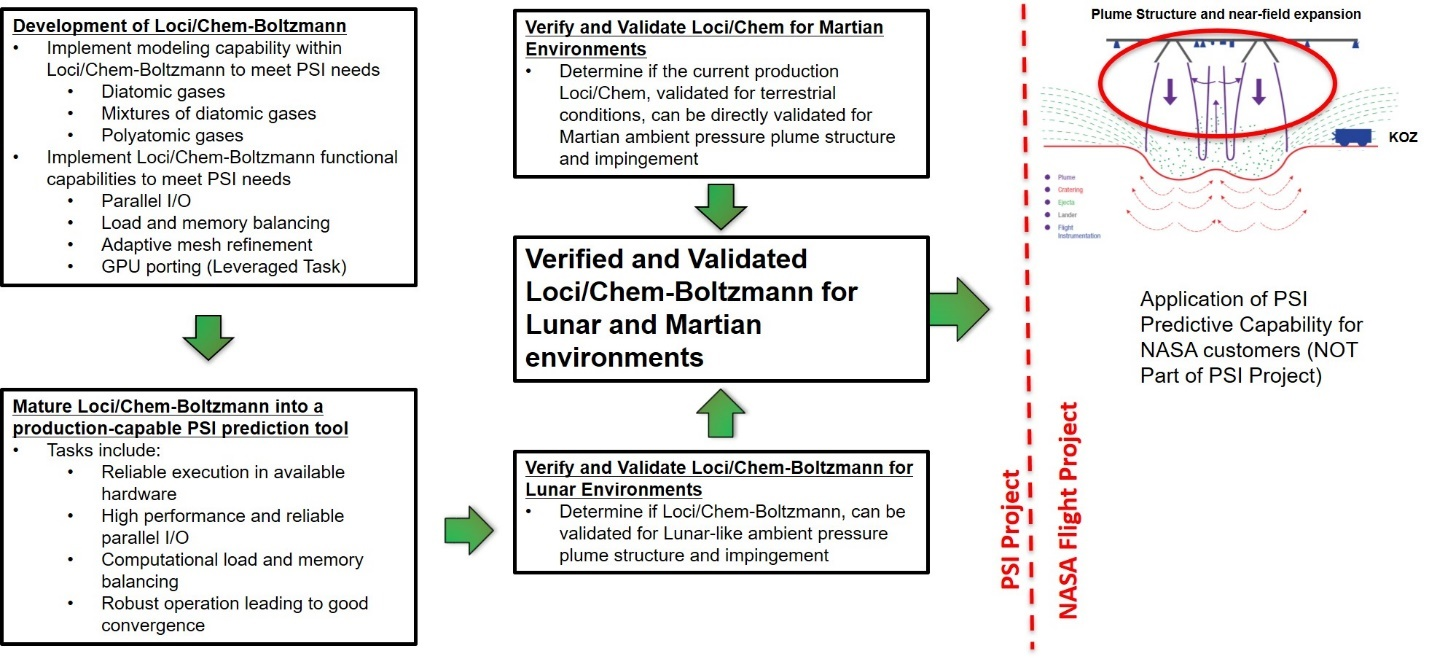 Development of Loci/Chem-Boltzmann
• Implement modeling capability within
Loci/Chem-Boltzmann to meet PSI needs
• Diatomic gases
• Mixtures of diatomic gases
• Polyatomic gases
• Implement Loci/Chem-Boltzmann functional
capabilities to meet PSI needs
• Parallel I/O
• Load and memory balancing
• Adaptive mesh refinement
• GPU porting (Leveraged Task)
Mature Loci/Chem-Boltzmann into a
production-capable PSI prediction tool
• Tasks include:
• Reliable execution in available
hardware
• High performance and reliable
parallel I/O
• Computational load and memory
balancing
• Robust operation leading to good
convergence
Verify and Validate Loci/Chem for Martian
Environments
• Determine if the current production
Loci/Chem, validated for terrestrial
conditions, can be directly validated for
Martian ambient pressure plume structure
and impingement
Verified and Validated
Loci/Chem-Boltzmann for
Lunar and Martian
environments
Verify and Validate Loci/Chem-Boltzmann for
Lunar Environments
• Determine if Loci/Chem-Boltzmann, can be
validated for Lunar-like ambient pressure
plume structure and impingement
PSI Project
NASA Flight Project
Plume Structure and near-field expansion
KOZ
Plume
Cratering
Ejecta
Lander
Flight
Instrumentation
Application of PSI
Predictive Capability for
NASA customers (NOT
Part of PSI Project)